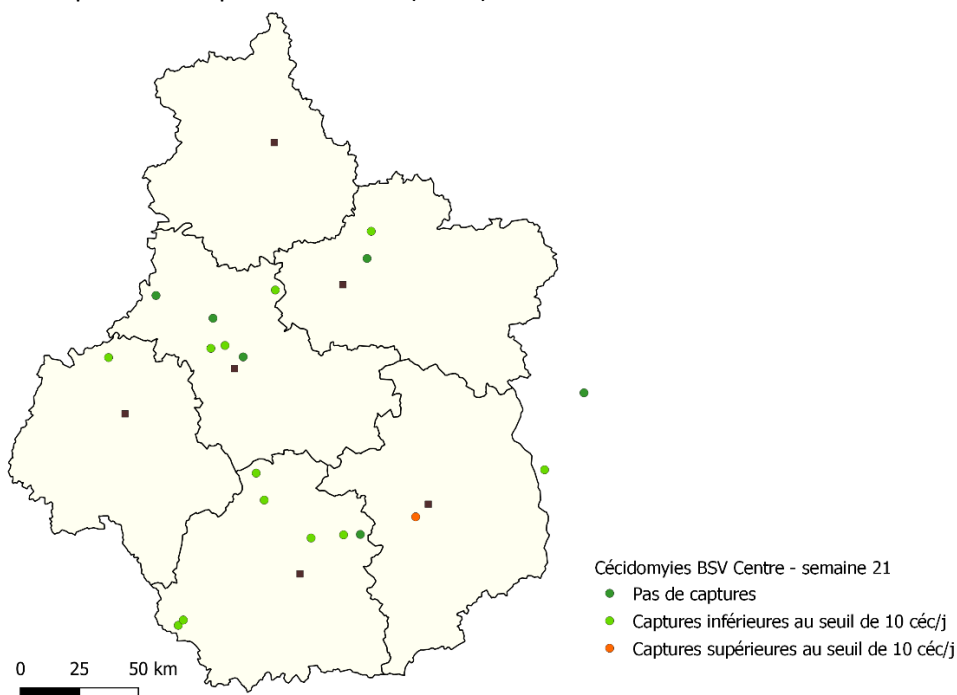 Cécidomyies BSV Centre - semaine 21
Pas de captures
Captures inférieures au seuil de 10 céc/j
Captures supérieures au seuil de 10 céc/j
0 25 50 km